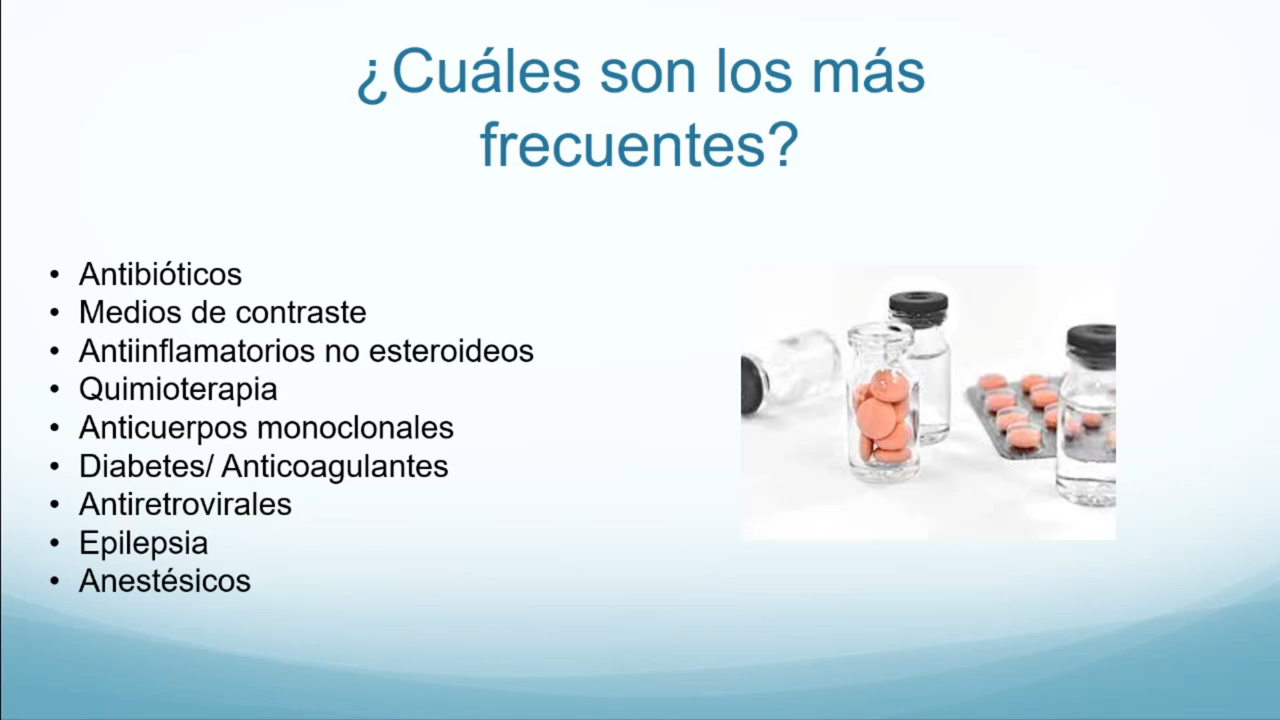 ¿Cuáles son los más
frecuentes?
• Antibióticos
• Medios de contraste
• Antiinflamatorios no esteroideos
• Quimioterapia
• Anticuerpos monoclonales
• Diabetes/ Anticoagulantes
• Antiretrovirales
• Epilepsia
• Anestésicos